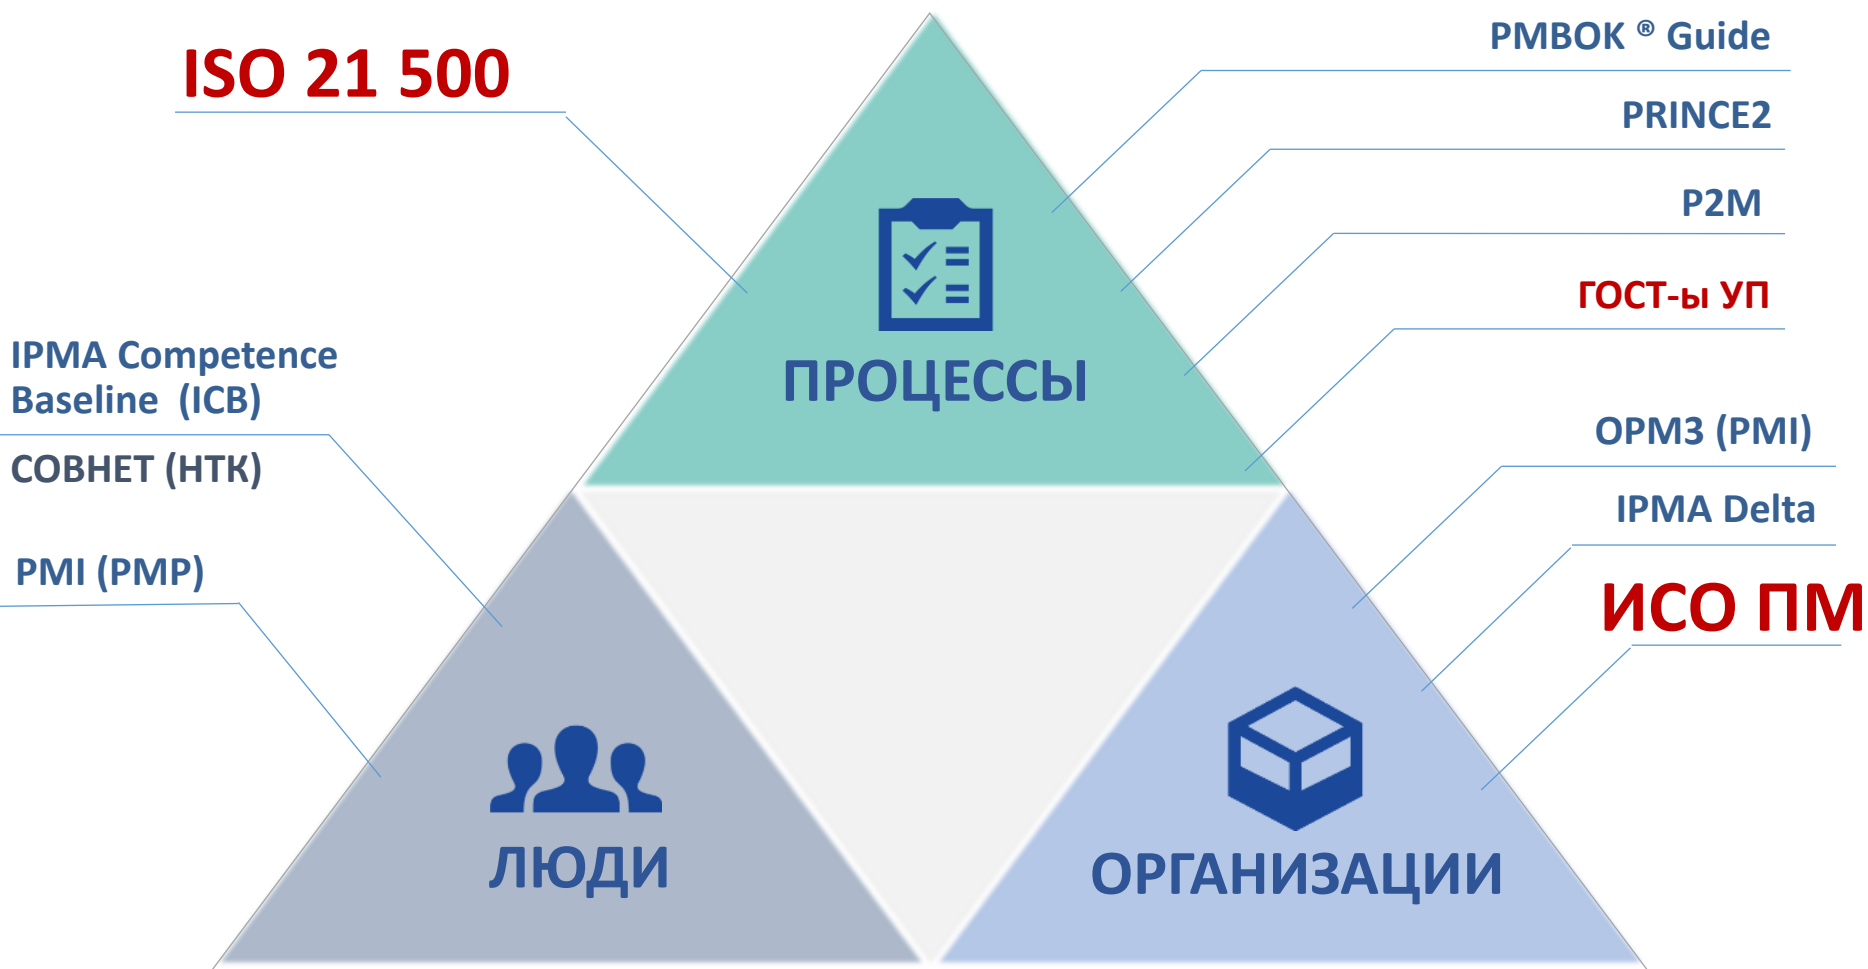 ISO 21 500
PMBOK ® Guide
PRINCE2
P2M
ГОСТ-ы УП
ПРОЦЕССЫ
IPMA Competence
Baseline (ICB)
СОВНЕТ (НТК)
PMI (PMP)
OPM3 (PMI)
IPMA Delta
ИСО ПМ
ЛЮДИ
ОРГАНИЗАЦИИ